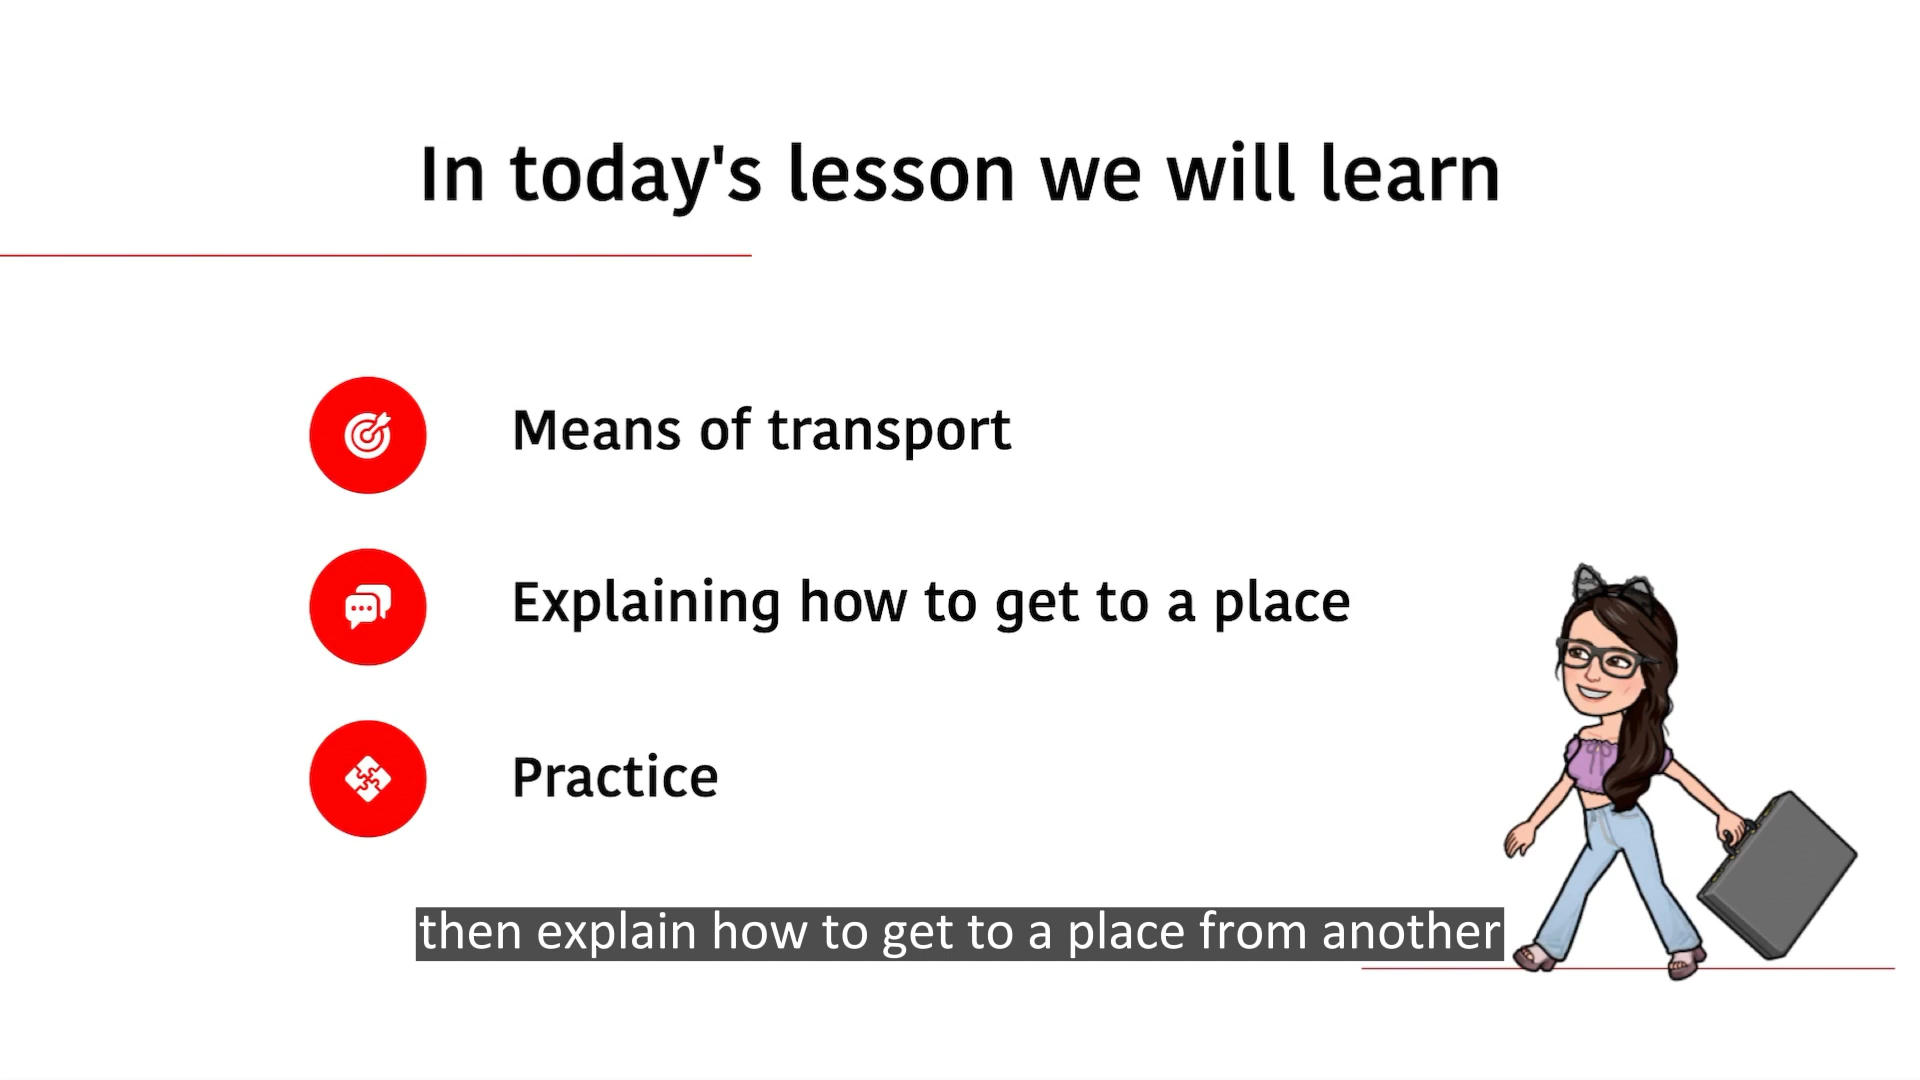 In today's lesson we will learn
Means of transport
Explaining how to get to a place
Practice
then explain how to get to a place from another